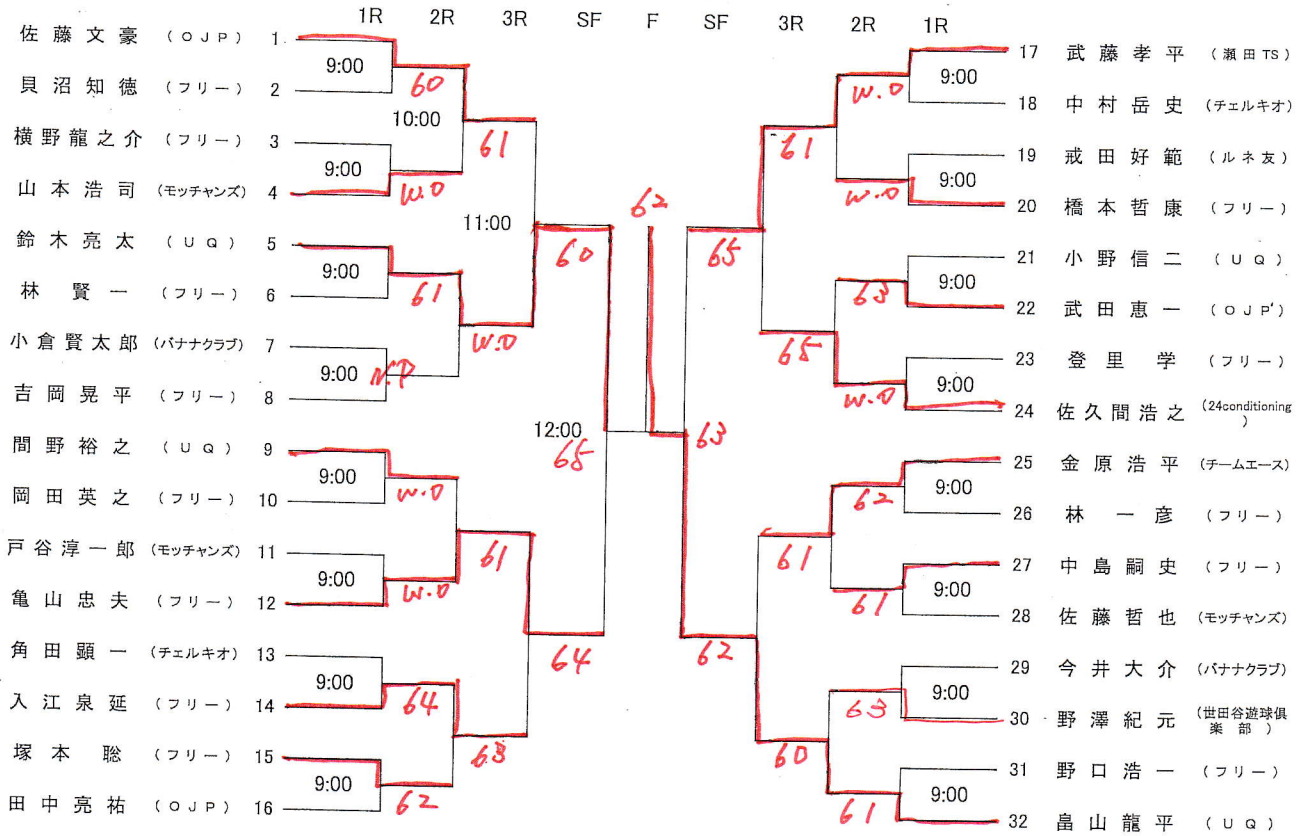 1R 2R 3R SF F SF 3R 2R 1R
佐藤文豪 (OJP) 1
貝沼知徳 (フリー) 2
9:00
60
横野龍之介 (フリー) 3
山本浩司 (モッチャンズ) 4
9:00
W.O
10:00
61
鈴木亮太 (UQ) 5
林 賢一 (フリー) 6
9:00
61
小倉賢太郎 (バナナクラブ) 7
吉岡晃平 (フリー) 8
9:00
N.P
W.O
11:00
60
間野裕之 (UQ) 9
岡田英之 (フリー) 10
9:00
W.O
戸谷淳一郎 (モッチャンズ) 11
亀山忠夫 (フリー) 12
9:00
W.O
61
角田顕一 (チェルキオ) 13
入江泉延 (フリー) 14
9:00
64
塚本 聡 (フリー) 15
田中亮祐 (OJP) 16
9:00
62
63
64
12:00
65
62
17 武藤孝平 (瀬田TS)
18 中村岳史 (チェルキオ)
9:00
W.O
19 戒田好範 (ルネ友)
20 橋本哲康 (フリー)
9:00
W.O
61
21 小野信二 (UQ)
22 武田恵一 (OJP')
9:00
63
23 登里 学 (フリー)
24 佐久間浩之 (24conditioning
)
9:00
W.O
65
65
25 金原浩平 (チームエース)
26 林 一彦 (フリー)
9:00
62
27 中島嗣史 (フリー)
28 佐藤哲也 (モッチャンズ)
9:00
61
61
29 今井大介 (バナナクラブ)
30 野澤紀元 (世田谷遊球倶
楽部)
9:00
63
31 野口浩一 (フリー)
32 畠山龍平 (UQ)
9:00
61
60
62
63